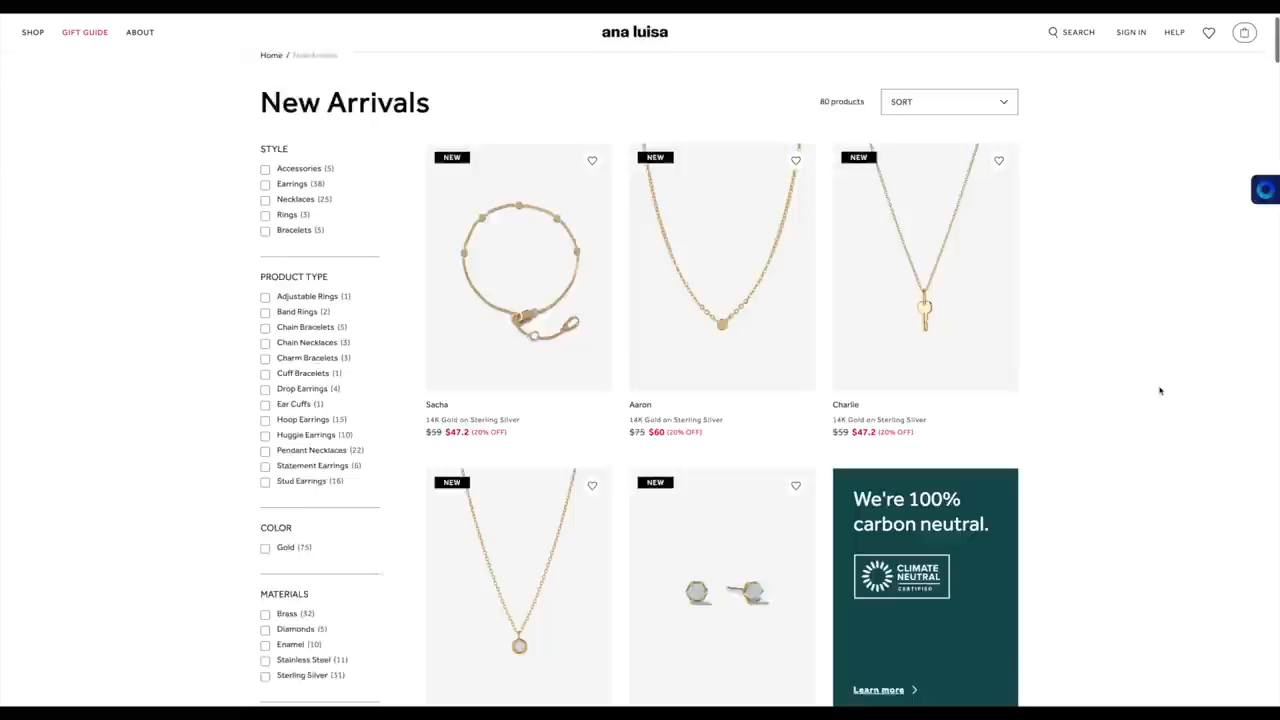 SHOP
GIFT GUIDE
ABOUT
ana luisa
SEARCH
SIGN IN
HELP
Home /
New Arrivals
80 products
SORT
STYLE
Accessories (5)
Earrings (38)
Necklaces (25)
Rings (3)
Bracelets (5)
PRODUCT TYPE
Adjustable Rings (1)
Band Rings (2)
Chain Bracelets (5)
Chain Necklaces (3)
Charm Bracelets (3)
Cuff Bracelets (1)
Drop Earrings (4)
Ear Cuffs (1)
Hoop Earrings (15)
Huggie Earrings (10)
Pendant Necklaces (22)
Statement Earrings (6)
Stud Earrings (16)
COLOR
Gold (75)
MATERIALS
Brass (32)
Diamonds (5)
Enamel (10)
Stainless Steel (11)
Sterling Silver (31)
NEW
NEW
NEW
Sacha
14K Gold on Sterling Silver
$59 $47.2 (20% OFF)
Aaron
14K Gold on Sterling Silver
$75 $60 (20% OFF)
Charlie
14K Gold on Sterling Silver
$59 $47.2 (20% OFF)
NEW
NEW
We're 100%
carbon neutral.
CLIMATE
NEUTRAL
CERTIFIED
Learn more